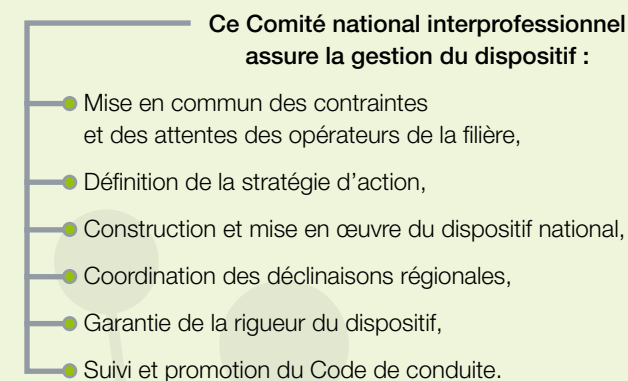 Ce Comité national interprofessionnel
assure la gestion du dispositif :
Mise en commun des contraintes
et des attentes des opérateurs de la filière,
Définition de la stratégie d’action,
Construction et mise en œuvre du dispositif national,
Coordination des déclinaisons régionales,
Garantie de la rigueur du dispositif,
Suivi et promotion du Code de conduite.